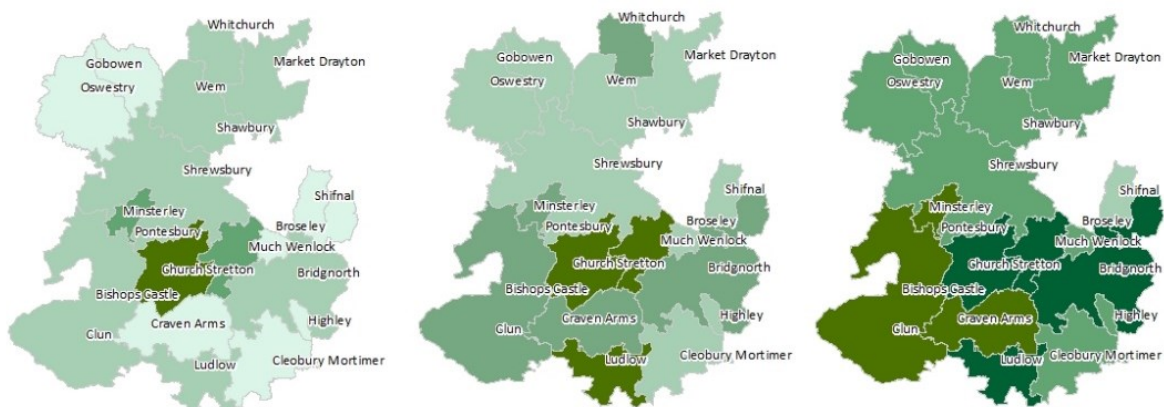 Whitchurch
Gobowen
Market Drayton
Oswestry
Wem
Shawbury
Shrewsbury
Shifnal
Minsterley
Broseley
Pontesbury
Much Wenlock
Church Stretton
Bridgnorth
Bishops Castle
Craven Arms
Highley
Clun
Ludlow
Cleobury Mortimer
Whitchurch
Gobowen
Market Drayton
Oswestry
Wem
Shawbury
Shrewsbury
Shifnal
Minsterley
Broseley
Pontesbury
Much Wenlock
Church Stretton
Bridgnorth
Bishops Castle
Craven Arms
Highley
Clun
Ludlow
Cleobury Mortimer
Whitchurch
Gobowen
Market Drayton
Oswestry
Wem
Shawbury
Shrewsbury
Shifnal
Minsterley
Broseley
Pontesbury
Much Wenlock
Church Stretton
Bridgnorth
Bishops Castle
Craven Arms
Highley
Clun
Ludlow
Cleobury Mortimer